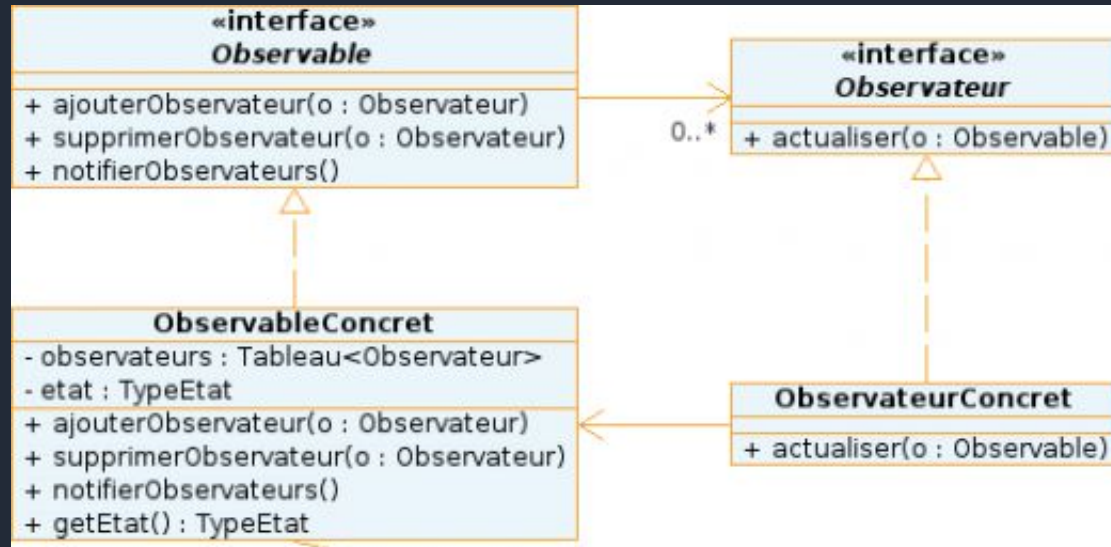 «interface»
Observable
+ ajouterObservateur(o : Observateur)
+ supprimerObservateur(o : Observateur)
+ notifierObservateurs()
«interface»
Observateur
0..*
+ actualiser(o : Observable)
ObservableConcret
- observateurs : Tableau<Observateur>
- etat : TypeEtat
+ ajouterObservateur(o : Observateur)
+ supprimerObservateur(o : Observateur)
+ notifierObservateurs()
+ getEtat() : TypeEtat
ObservateurConcret
+ actualiser(o : Observable)